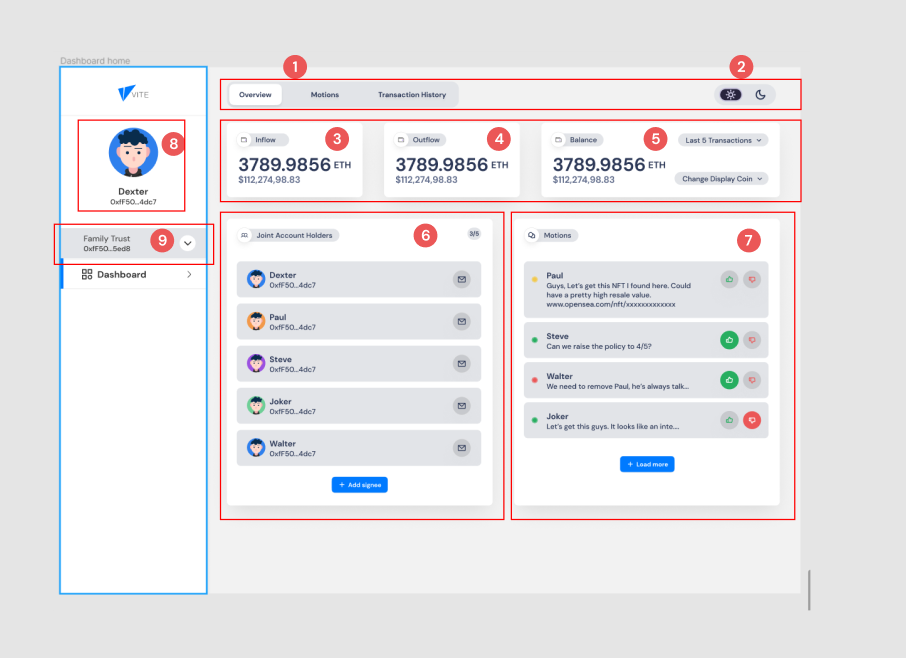 Dashboard home
1
2
VITE
Overview
Motions
Transaction History
8
Dexter
0xfF50...4dc7
Family Trust
0xfF50...5ed8
9
Dashboard
Inflow
3
3789.9856 ETH
$112,274,98.83
Outflow
4
3789.9856 ETH
$112,274,98.83
Balance
5
Last 5 Transactions
3789.9856 ETH
$112,274,98.83
Change Display Coin
Joint Account Holders
6
3/5
Dexter
0xfF50...4dc7
Paul
0xfF50...4dc7
Steve
0xfF50...4dc7
Joker
0xfF50...4dc7
Walter
0xfF50...4dc7
+ Add signee
Motions
7
Paul
Guys, Let's get this NFT I found here. Could
have a pretty high resale value.
www.opensea.com/nft/xxxxxxxxxxxxx
Steve
Can we raise the policy to 4/5?
Walter
We need to remove Paul, he's always talk...
Joker
Let's get this guys. It looks like an inte....
+ Load more